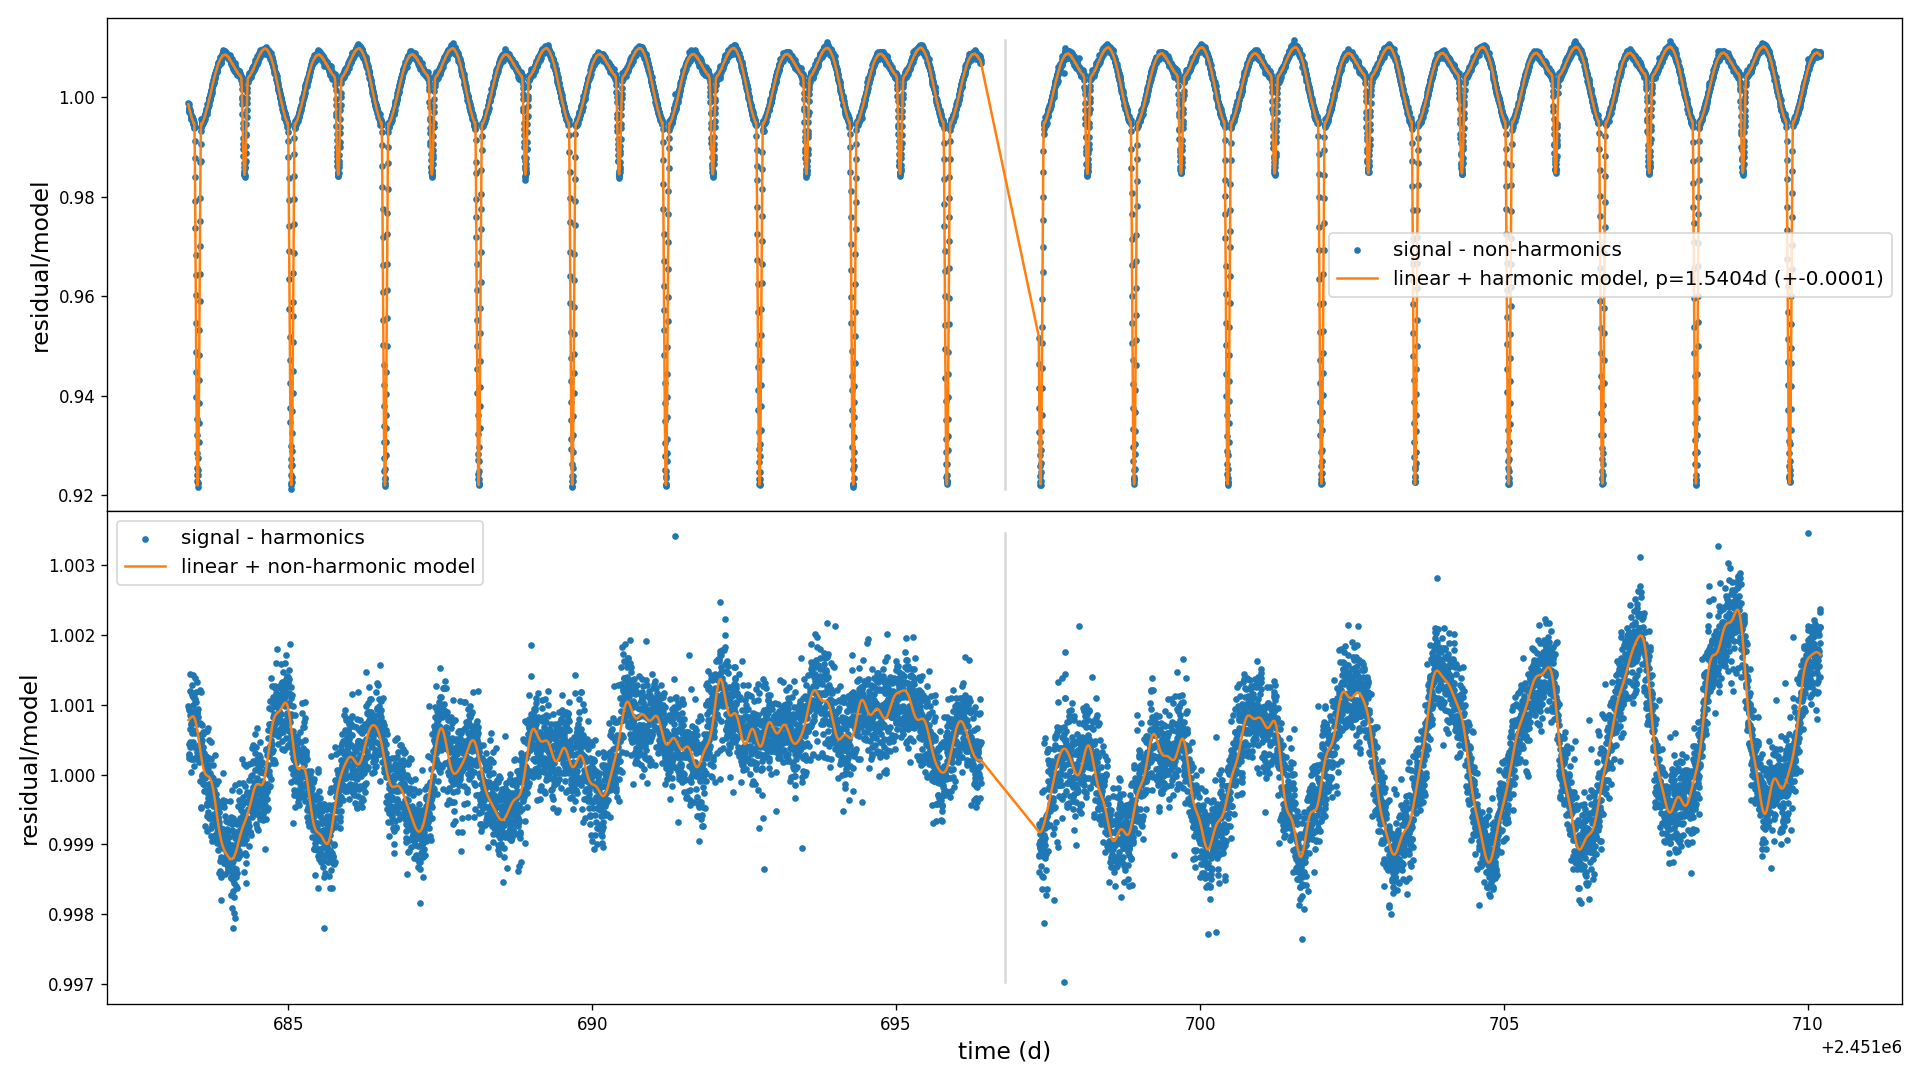 1.00
0.98
0.96
0.94
0.92
residual/model
signal - non-harmonics
linear + harmonic model, p=1.5404d (+-0.0001)
signal - harmonics
linear + non-harmonic model
1.003
1.002
1.001
1.000
0.999
0.998
0.997
residual/model
685
690
695
700
705
710
+2.451e6
time (d)